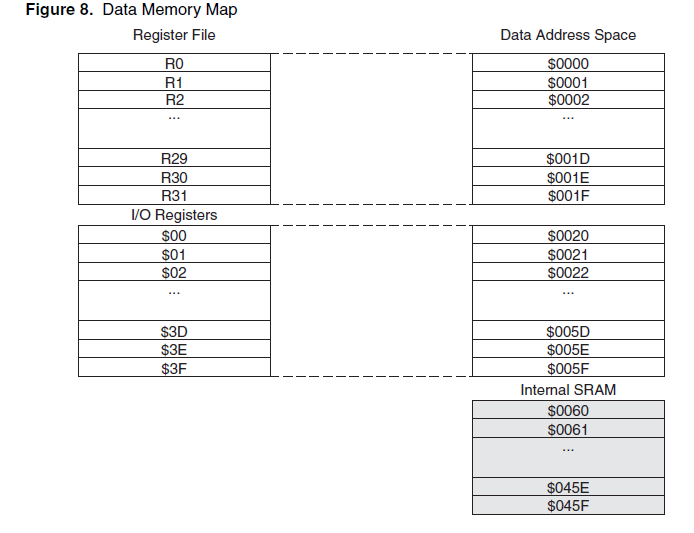 Figure 8. Data Memory Map
Register File Data Address Space
R0 $0000
R1 $0001
R2 $0002
... ...
R29 $001D
R30 $001E
R31 $001F
I/O Registers
$00 $0020
$01 $0021
$02 $0022
... ...
$3D $005D
$3E $005E
$3F $005F
Internal SRAM
$0060
$0061
...
$045E
$045F